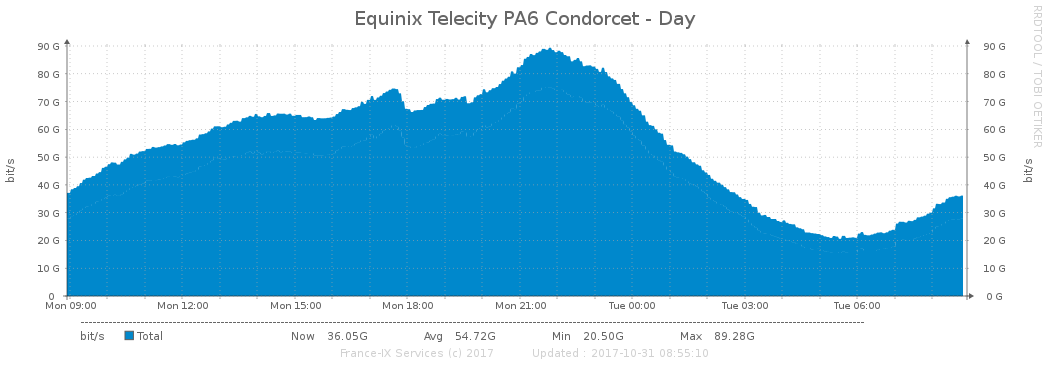 Equinix Telecity PA6 Condorcet - Day
RRDTOOL / TOBI OETIKER
90 G 90 G
80 G 80 G
70 G 70 G
60 G 60 G
50 G 50 G
40 G 40 G
30 G 30 G
20 G 20 G
10 G 10 G
0 0 G
bit/s bit/s
Mon 09:00 Mon 12:00 Mon 15:00 Mon 18:00 Mon 21:00 Tue 00:00 Tue 03:00 Tue 06:00
bit/s Total Now 36.05G Avg 54.72G Min 20.50G Max 89.28G
France-IX Services (c) 2017 Updated : 2017-10-31 08:55:10